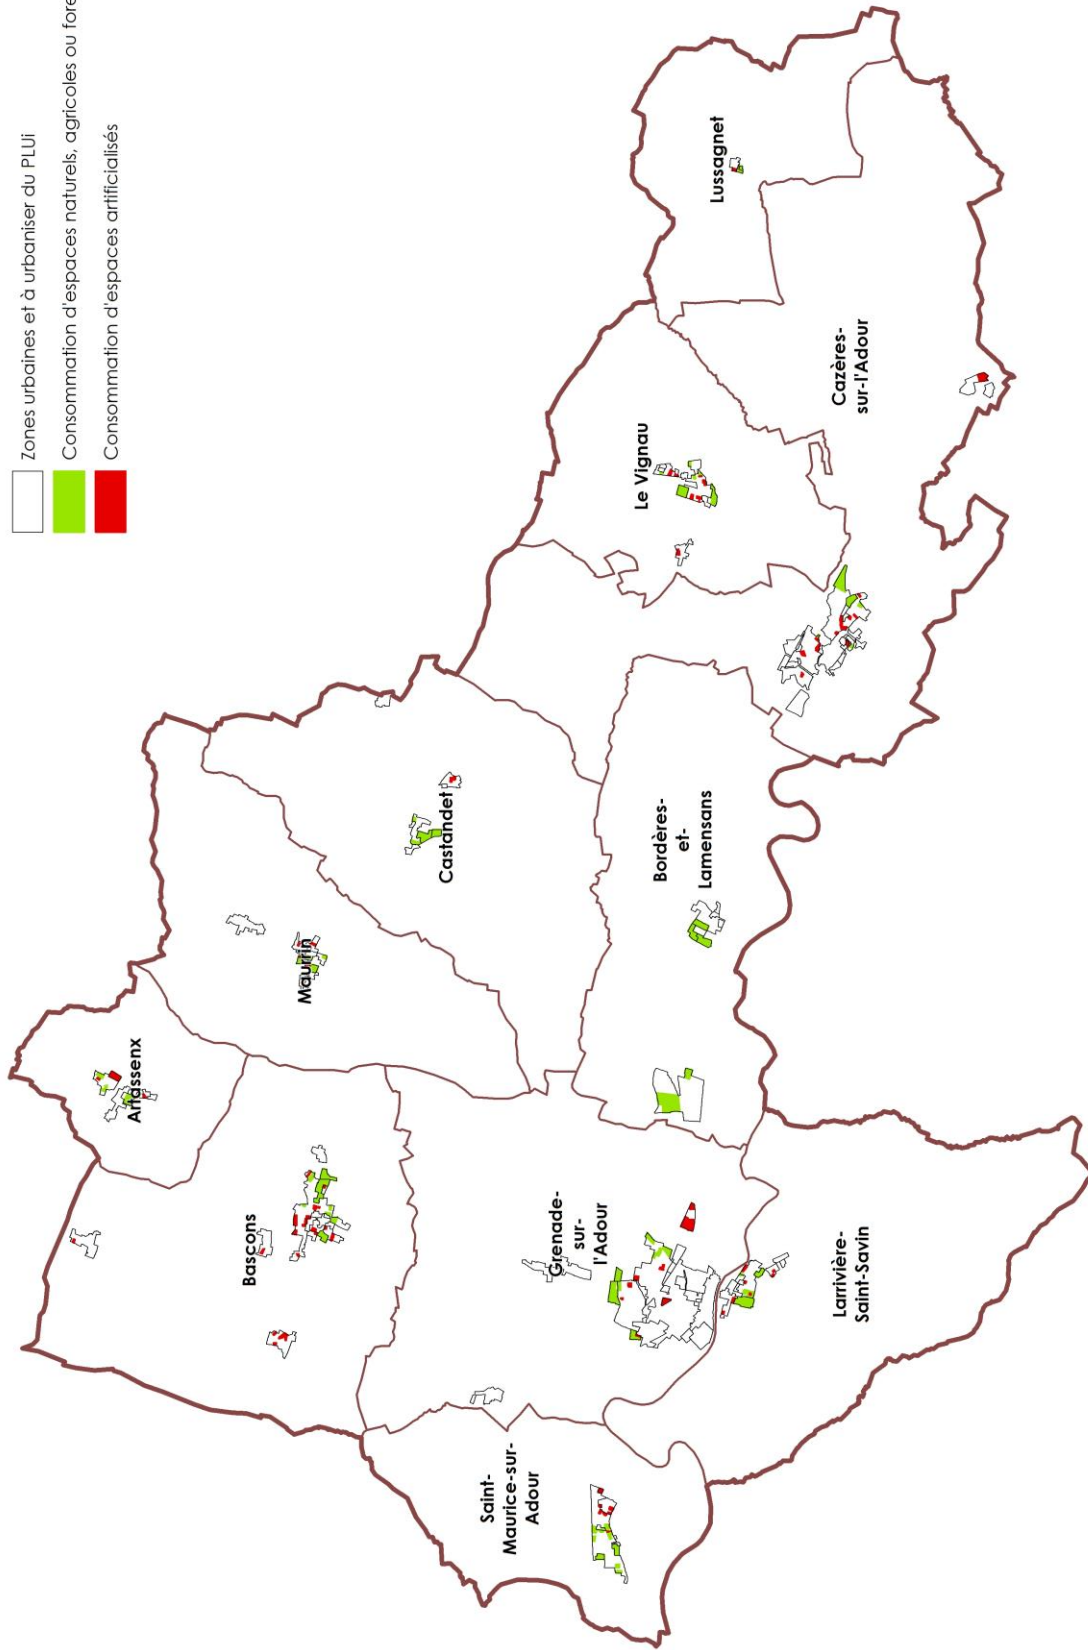 Zones urbaines et à urbaniser du PLUi
Consommation d'espaces naturels, agricoles ou
Consommation d'espaces artificialisés
Artassenx
Maurrin
Bascons
Castandet
Saint-
Maurice-sur-
Adour
Grenade-
sur-
l'Adour
Bordères-
et-
Lamensans
Le Vignau
Lussagnet
Larrivière-
Saint-Savin
Cazères-
sur-l'Adour